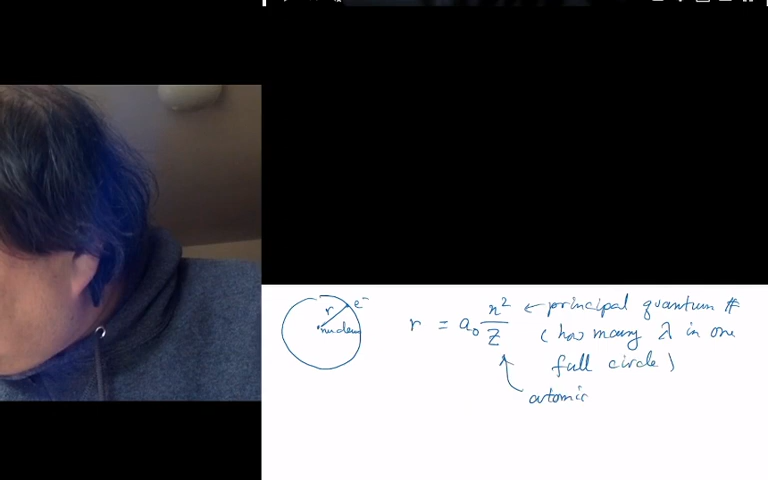 r e⁻
nucleus
r = a₀ n²/Z ← principal quantum #
(how many λ in one
full circle)
atomic